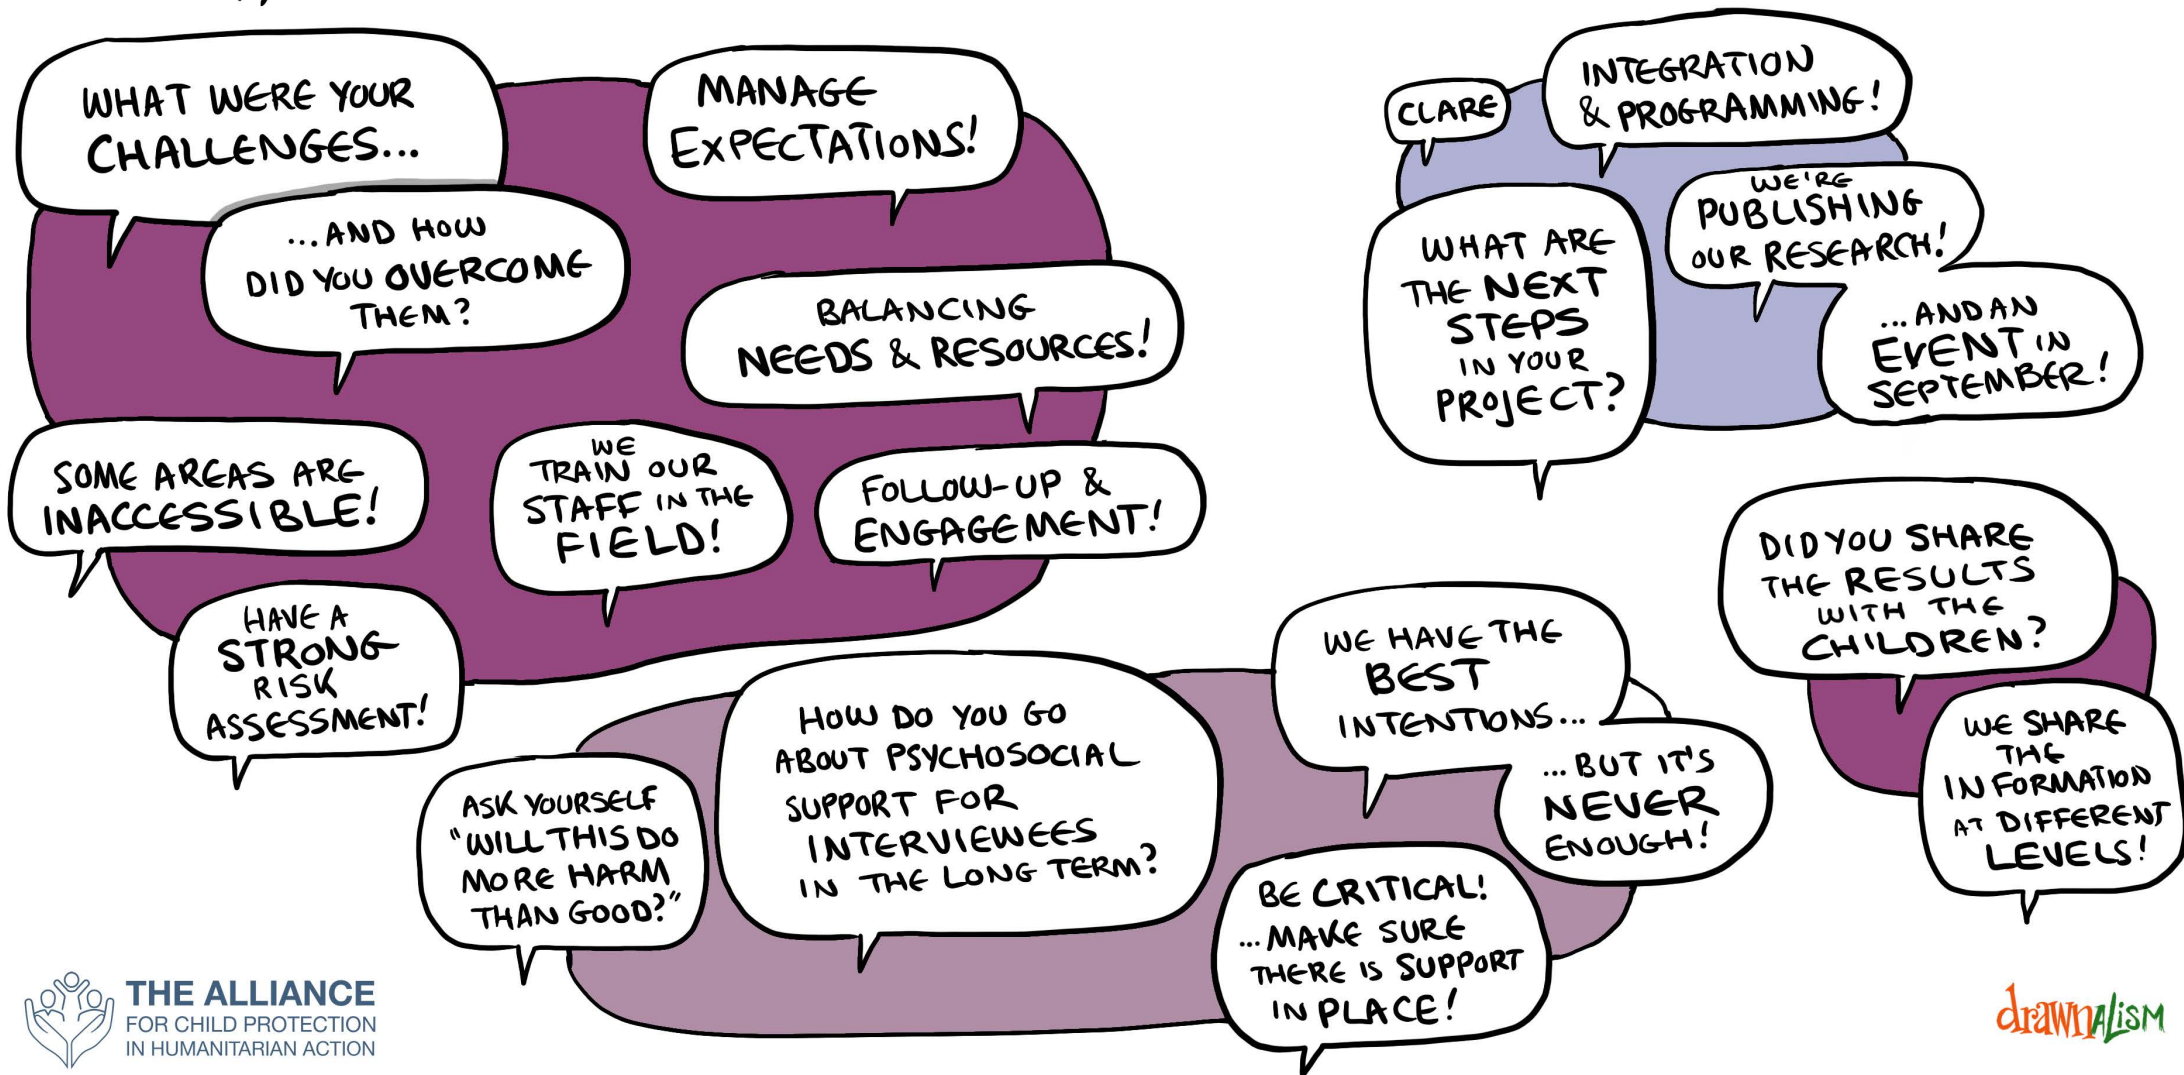 WHAT WERE YOUR
CHALLENGES...
...AND HOW
DID YOU OVERCOME
THEM?
MANAGE
EXPECTATIONS!
BALANCING
NEEDS & RESOURCES!
SOME AREAS ARE
INACCESSIBLE!
WE
TRAIN OUR
STAFF IN THE
FIELD!
FOLLOW-UP &
ENGAGEMENT!
HAVE A
STRONG
RISK
ASSESSMENT!
CLARE
INTEGRATION
& PROGRAMMING!
WHAT ARE
THE NEXT
STEPS
IN YOUR
PROJECT?
WE'RE
PUBLISHING
OUR RESEARCH!
...AND AN
EVENT IN
SEPTEMBER!
DID YOU SHARE
THE RESULTS
WITH THE
CHILDREN?
WE SHARE
THE
INFORMATION
AT DIFFERENT
LEVELS!
HOW DO YOU GO
ABOUT PSYCHOSOCIAL
SUPPORT FOR
INTERVIEWEES
IN THE LONG TERM?
ASK YOURSELF
"WILL THIS DO
MORE HARM
THAN GOOD?"
WE HAVE THE
BEST
INTENTIONS...
...BUT IT'S
NEVER
ENOUGH!
BE CRITICAL!
...MAKE SURE
THERE IS SUPPORT
IN PLACE!
THE ALLIANCE
FOR CHILD PROTECTION
IN HUMANITARIAN ACTION
drawnalism